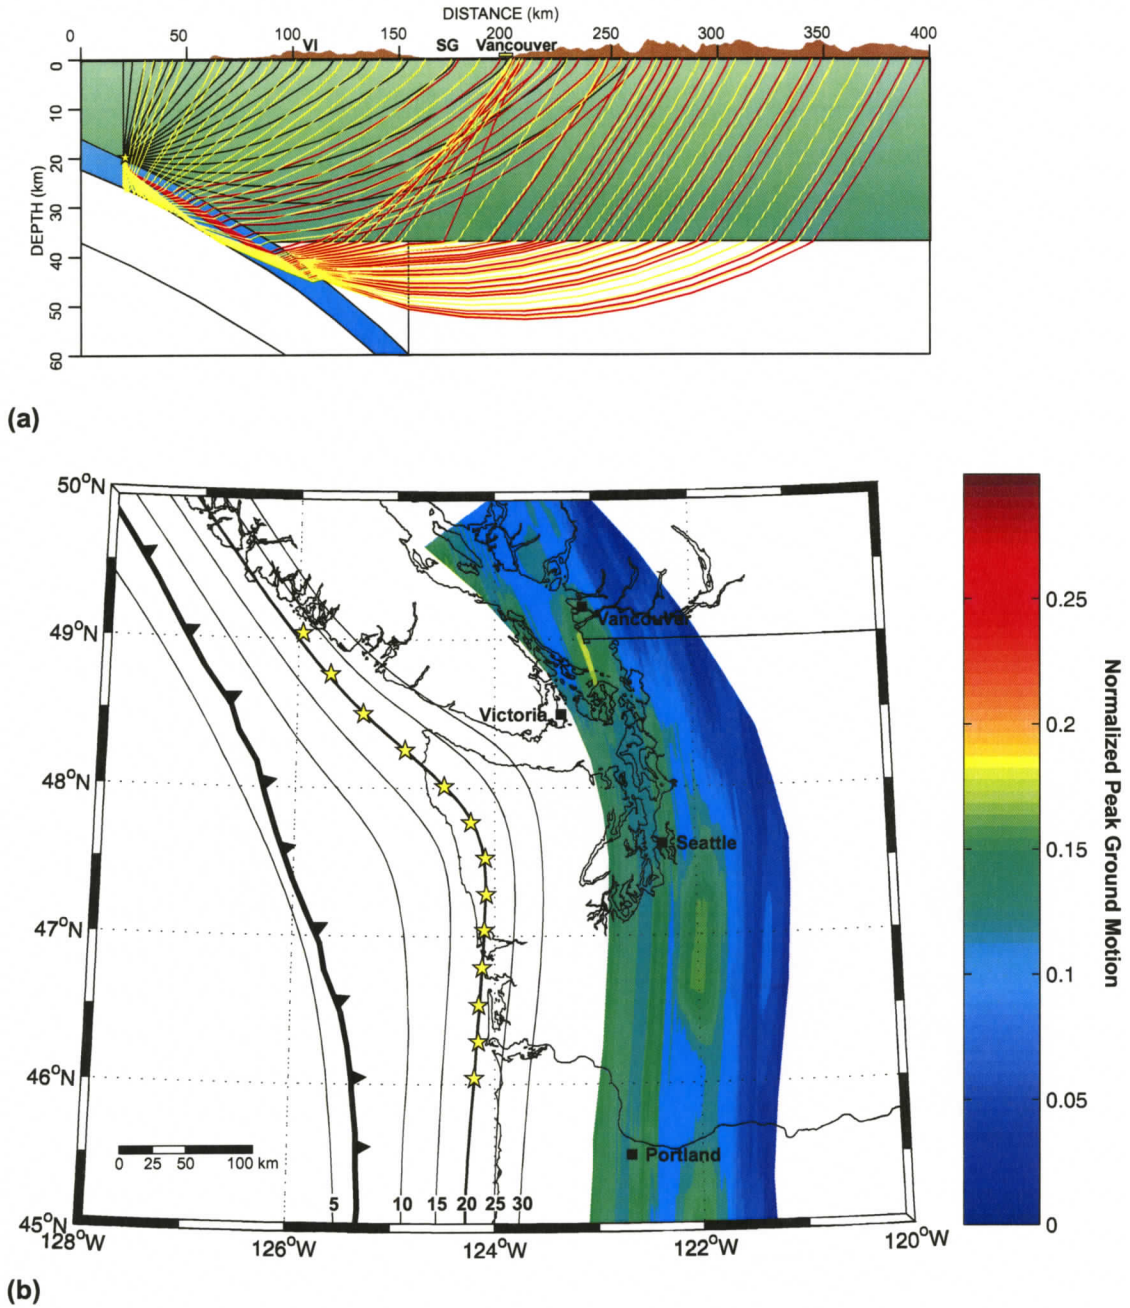 DISTANCE (km)
0 50 100 150 200 250 300 350 400
VI SG Vancouver
DEPTH (km)
0
10
20
30
40
50
60
(a)
50°N
49°N
48°N
47°N
46°N
45°N
128°W 126°W 124°W 122°W 120°W
Vancouver
Victoria
Seattle
Portland
0 25 50 100 km
5 10 15 20 25 30
0.25
0.2
0.15
0.1
0.05
0
Normalized Peak Ground Motion
(b)